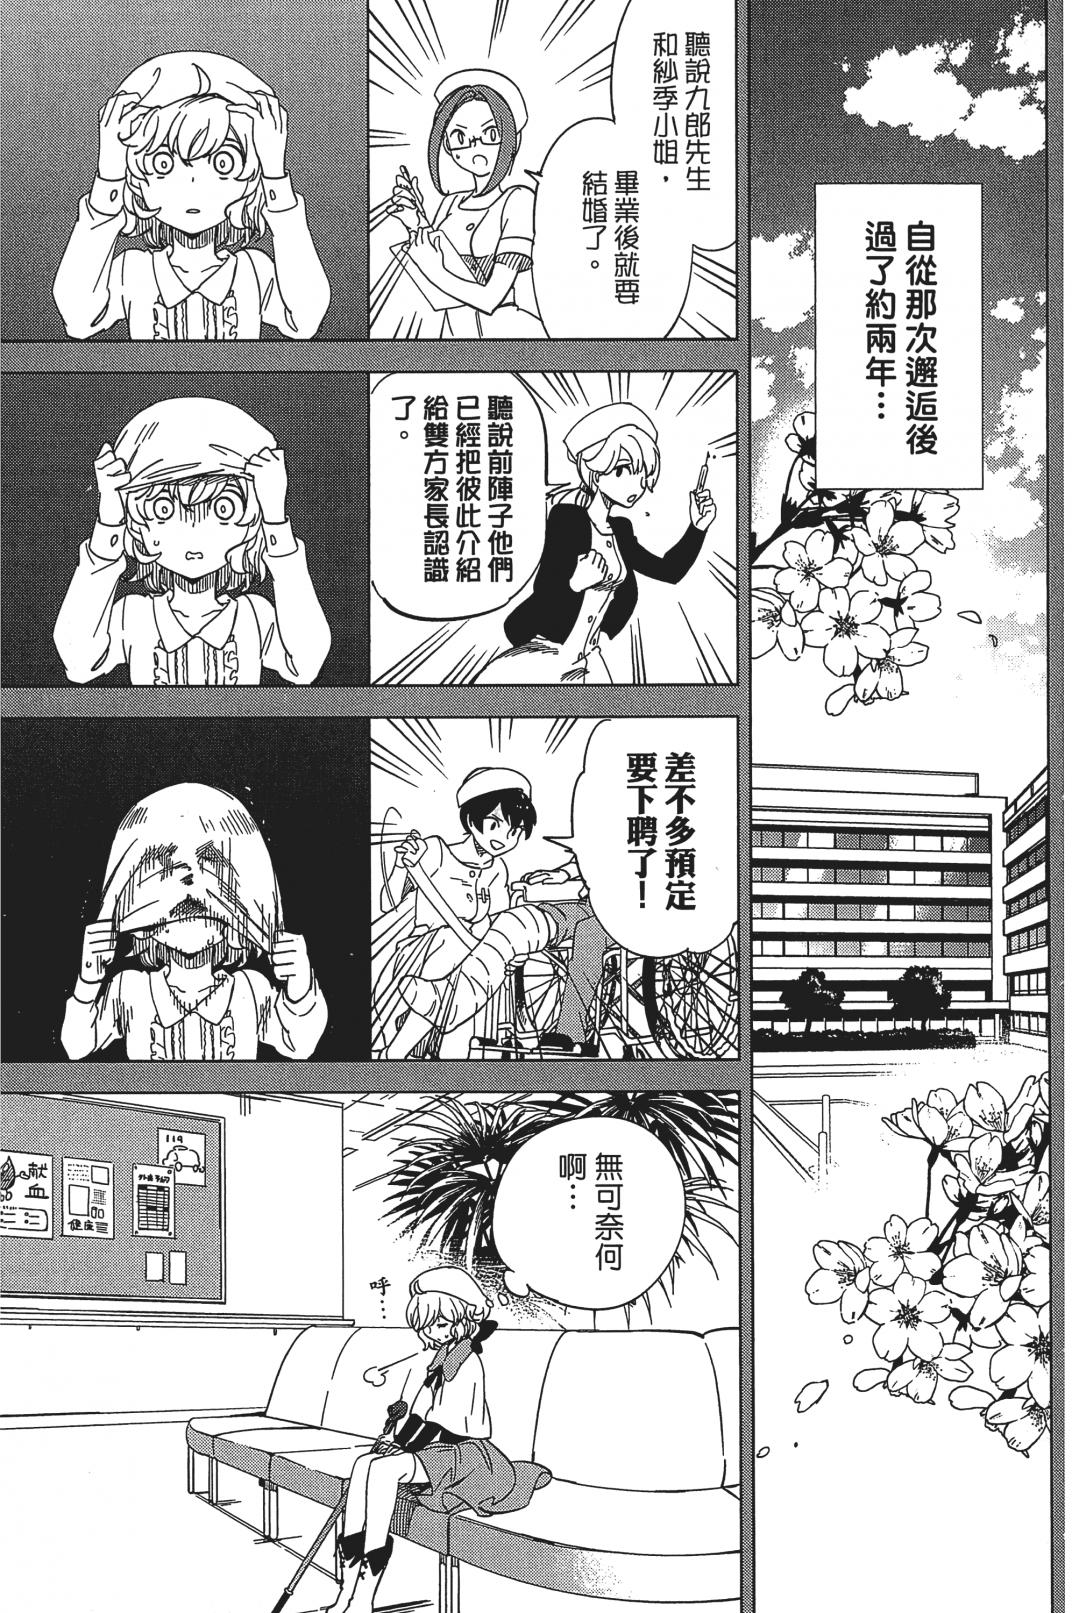 自從那次邂逅後
過了約兩年…
聽說九郎先生
和紗季小姐，
畢業後就要
結婚了。
聽說前陣子他們
已經把彼此介紹
給雙方家長認識
了。
差不多預定
要下聘了！
無可奈何
啊…
呼…
119
献
血
健康